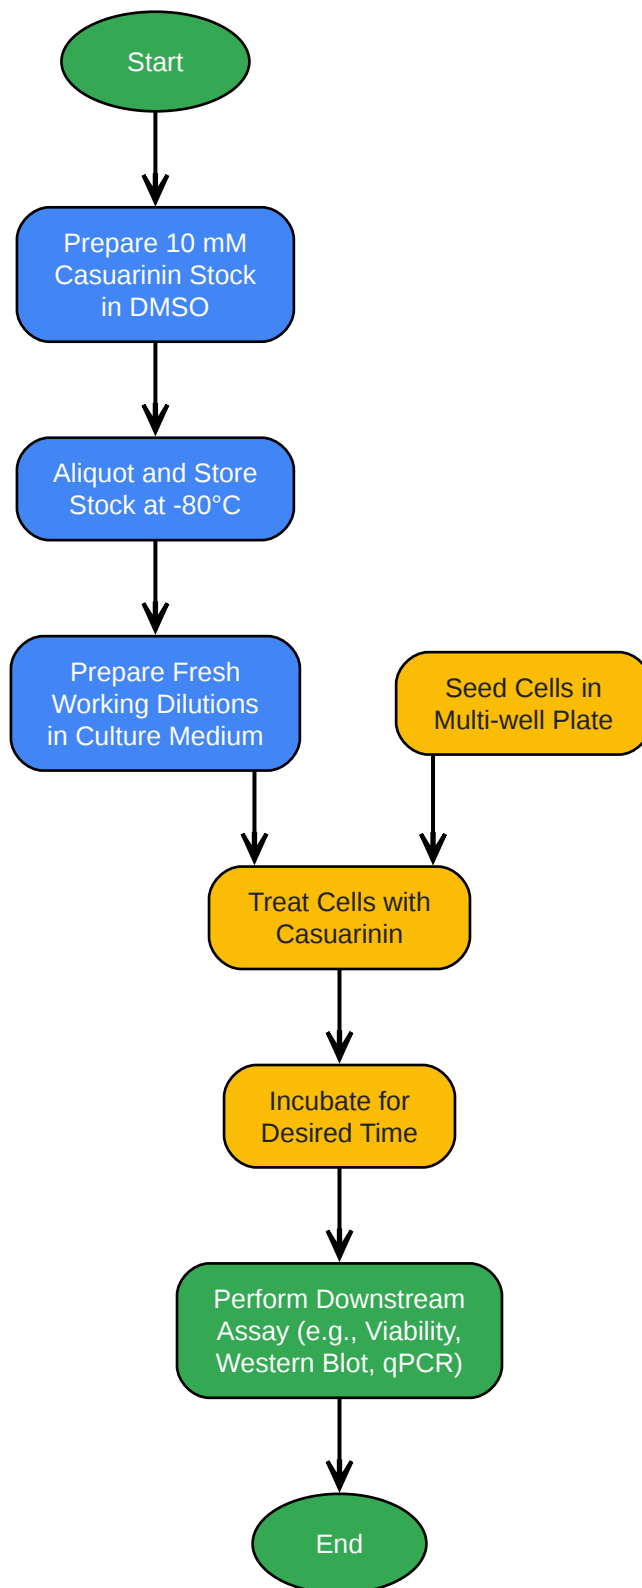 Start
Prepare 10 mM
Casuarinin Stock
in DMSO
Aliquot and Store
Stock at -80°C
Prepare Fresh
Working Dilutions
in Culture Medium
Seed Cells in
Multi-well Plate
Treat Cells with
Casuarinin
Incubate for
Desired Time
Perform Downstream
Assay (e.g., Viability,
Western Blot, qPCR)
End